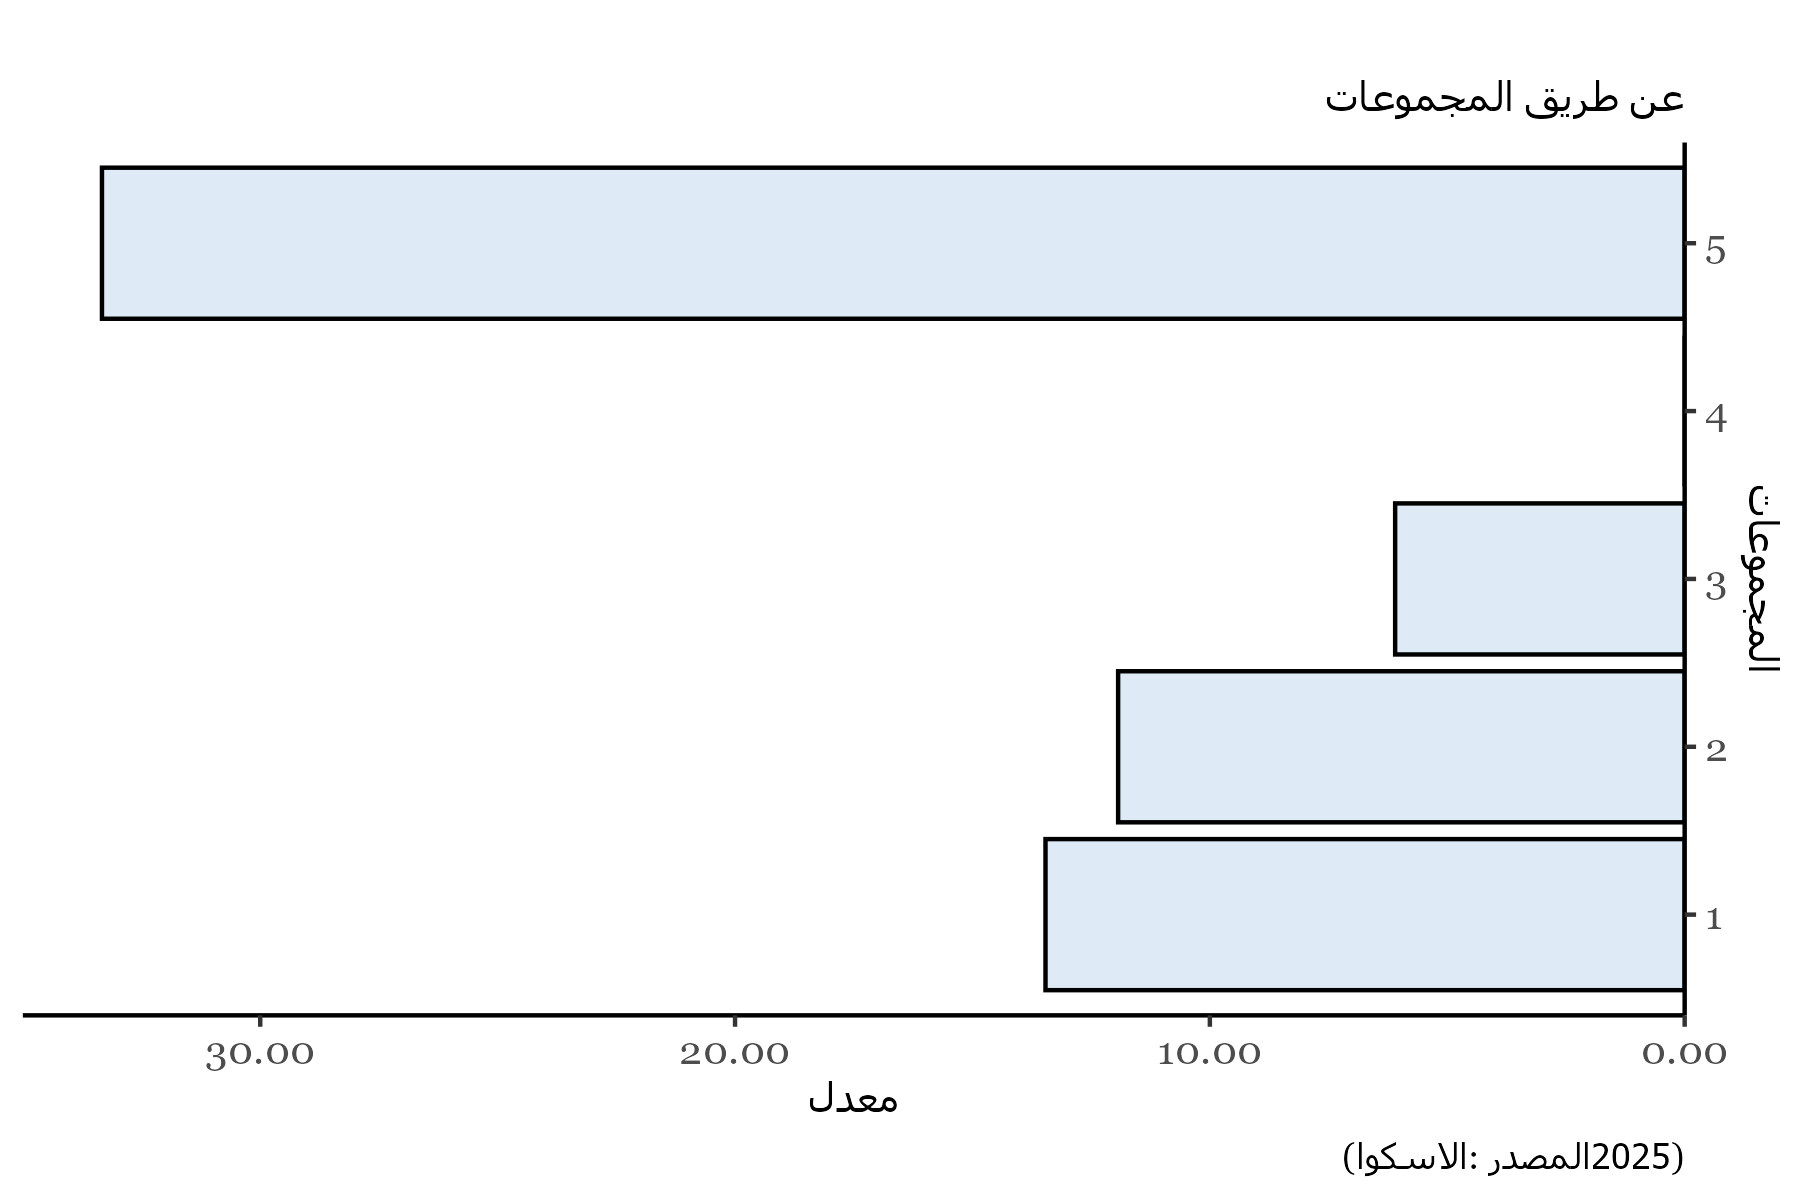 عن طريق المجموعات
5
4
3
2
1
المجموعات
30.00 20.00 10.00 0.00
معدل
(2025المصدر :الاسكوا)